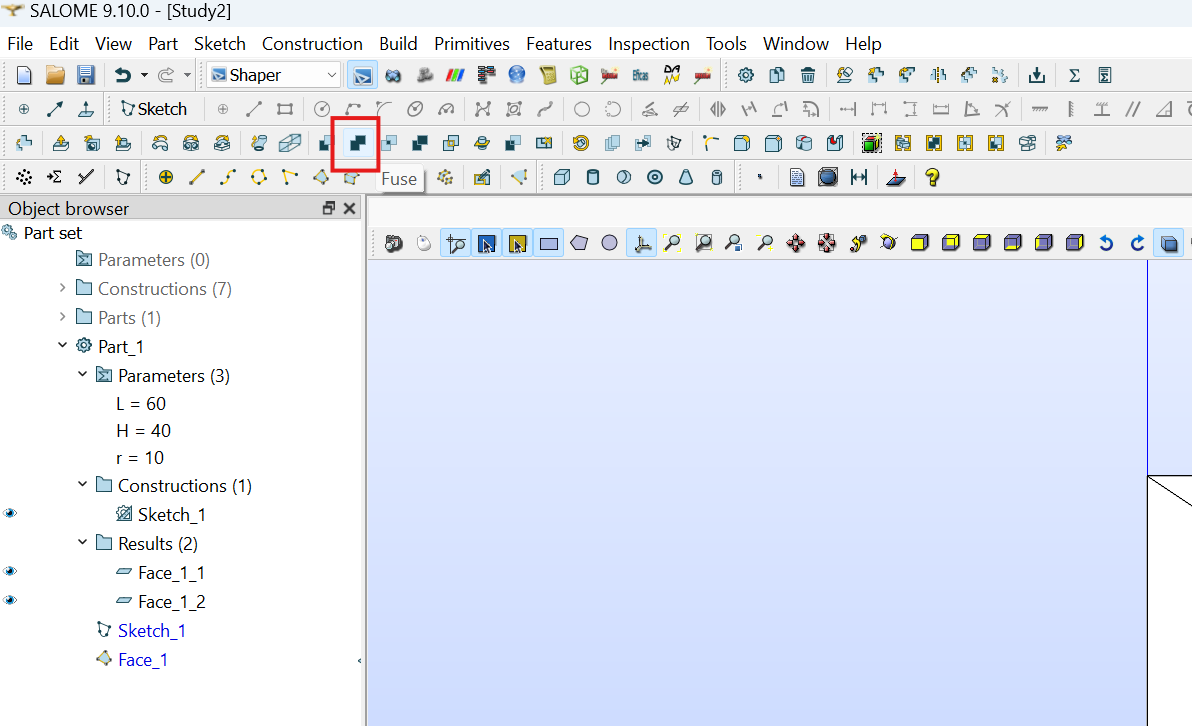 SALOME 9.10.0 - [Study2]
File Edit View Part Sketch Construction Build Primitives Features Inspection Tools Window Help
Shaper
Sketch
Fuse
Object browser
Part set
Parameters (0)
Constructions (7)
Parts (1)
Part_1
Parameters (3)
L = 60
H = 40
r = 10
Constructions (1)
Sketch_1
Results (2)
Face_1_1
Face_1_2
Sketch_1
Face_1